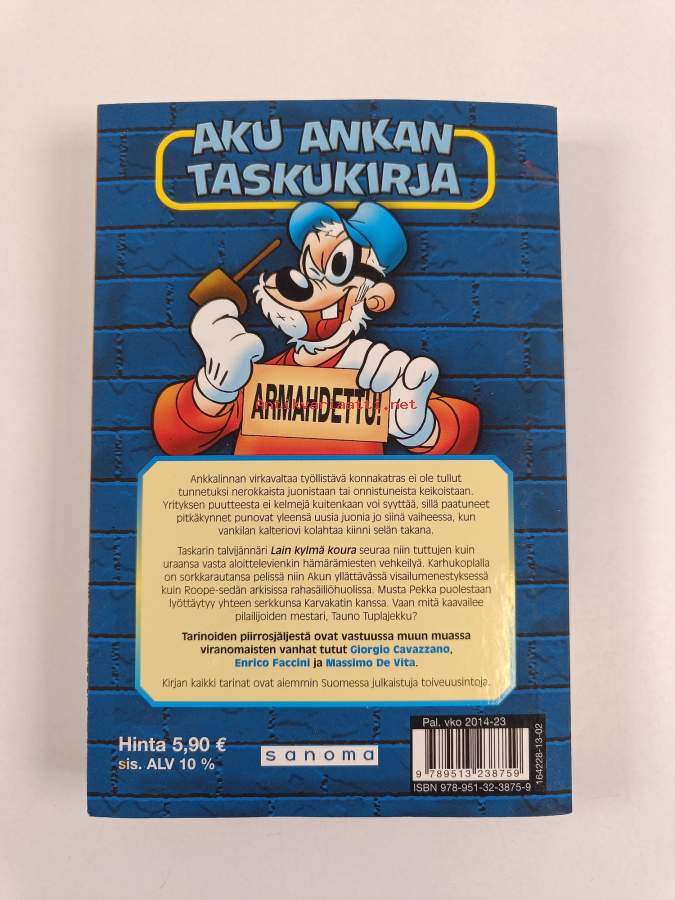 AKU ANKAN
TASKUKIRJA
ARMAHDETTU!
Antikvariaatti.net
Ankkalinnan virkavaltaa työllistävä konnakatras ei ole tullut
tunnetuksi nerokkaista juonistaan tai onnistuneista keikoistaan.
Yrityksen puutteesta ei kelmejä kuitenkaan voi syyttää, sillä paatuneet
pitkäkynnet punovat yleensä uusia juonia jo siinä vaiheessa, kun
vankilan kalteriovi kolahtaa kiinni selän takana.
Taskarin talvijännäri Lain kylmä koura seuraa niin tuttujen kuin
uraansa vasta aloittelevienkin hämärämiesten vehkeilyä. Karhukoplalla
on sorkkarautansa pelissä niin Akun yllättävässä visailumenestyksessä
kuin Roope-sedän arkisissa rahasäiliöhuolissa. Musta Pekka puolestaan
lyöttäytyy yhteen serkkunsa Karvakatin kanssa. Vaan mitä kaavailee
pilailijoiden mestari, Tauno Tuplajekku?
Tarinoiden piirrosjäljestä ovat vastuussa muun muassa
viranomaisten vanhat tutut Giorgio Cavazzano,
Enrico Faccini ja Massimo De Vita.
Kirjan kaikki tarinat ovat aiemmin Suomessa julkaistuja toiveuusintoja.
Hinta 5,90 €
sis. ALV 10 %
sanoma
Pal. vko 2014-23
9 789513 238759
ISBN 978-951-32-3875-9
164228-13-02